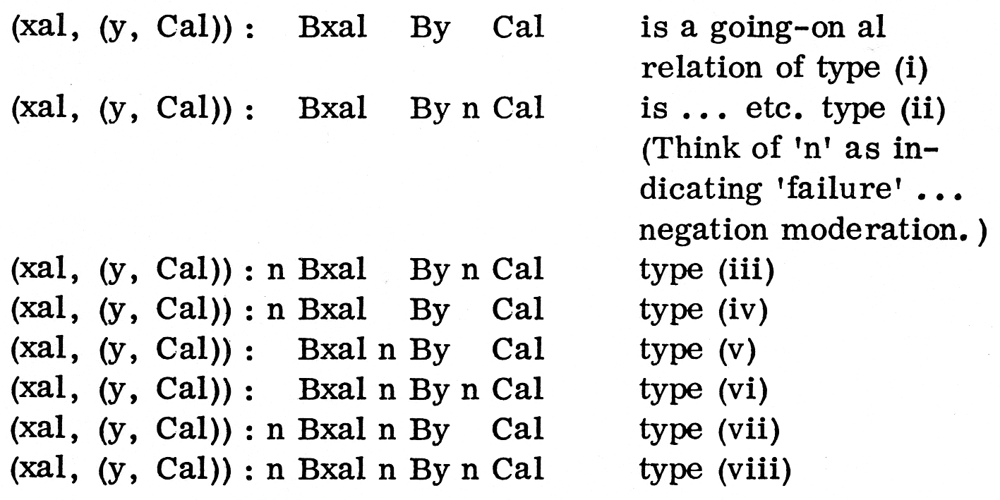 (xal, (y, Cal)) : Bxal By Cal is a going-on al
relation of type (i)
(xal, (y, Cal)) : Bxal By n Cal is ... etc. type (ii)
(Think of 'n' as in-
dicating 'failure' ...
negation moderation.)
(xal, (y, Cal)) : n Bxal By n Cal type (iii)
(xal, (y, Cal)) : n Bxal By Cal type (iv)
(xal, (y, Cal)) : Bxal n By Cal type (v)
(xal, (y, Cal)) : Bxal n By n Cal type (vi)
(xal, (y, Cal)) : n Bxal n By Cal type (vii)
(xal, (y, Cal)) : n Bxal n By n Cal type (viii)